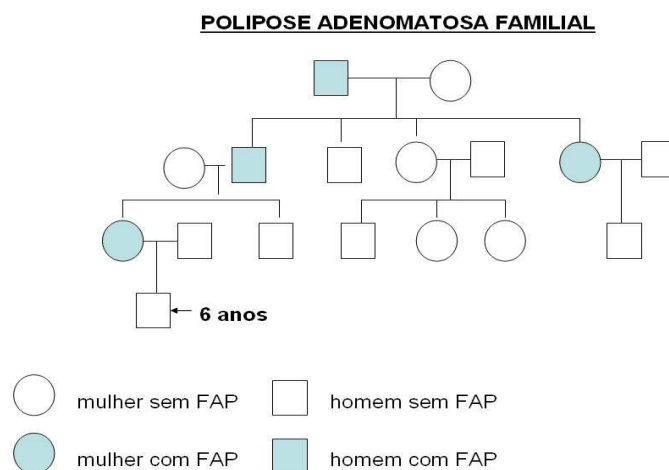 POLIPOSE ADENOMATOSA FAMILIAL
6 anos
mulher sem FAP
homem sem FAP
mulher com FAP
homem com FAP